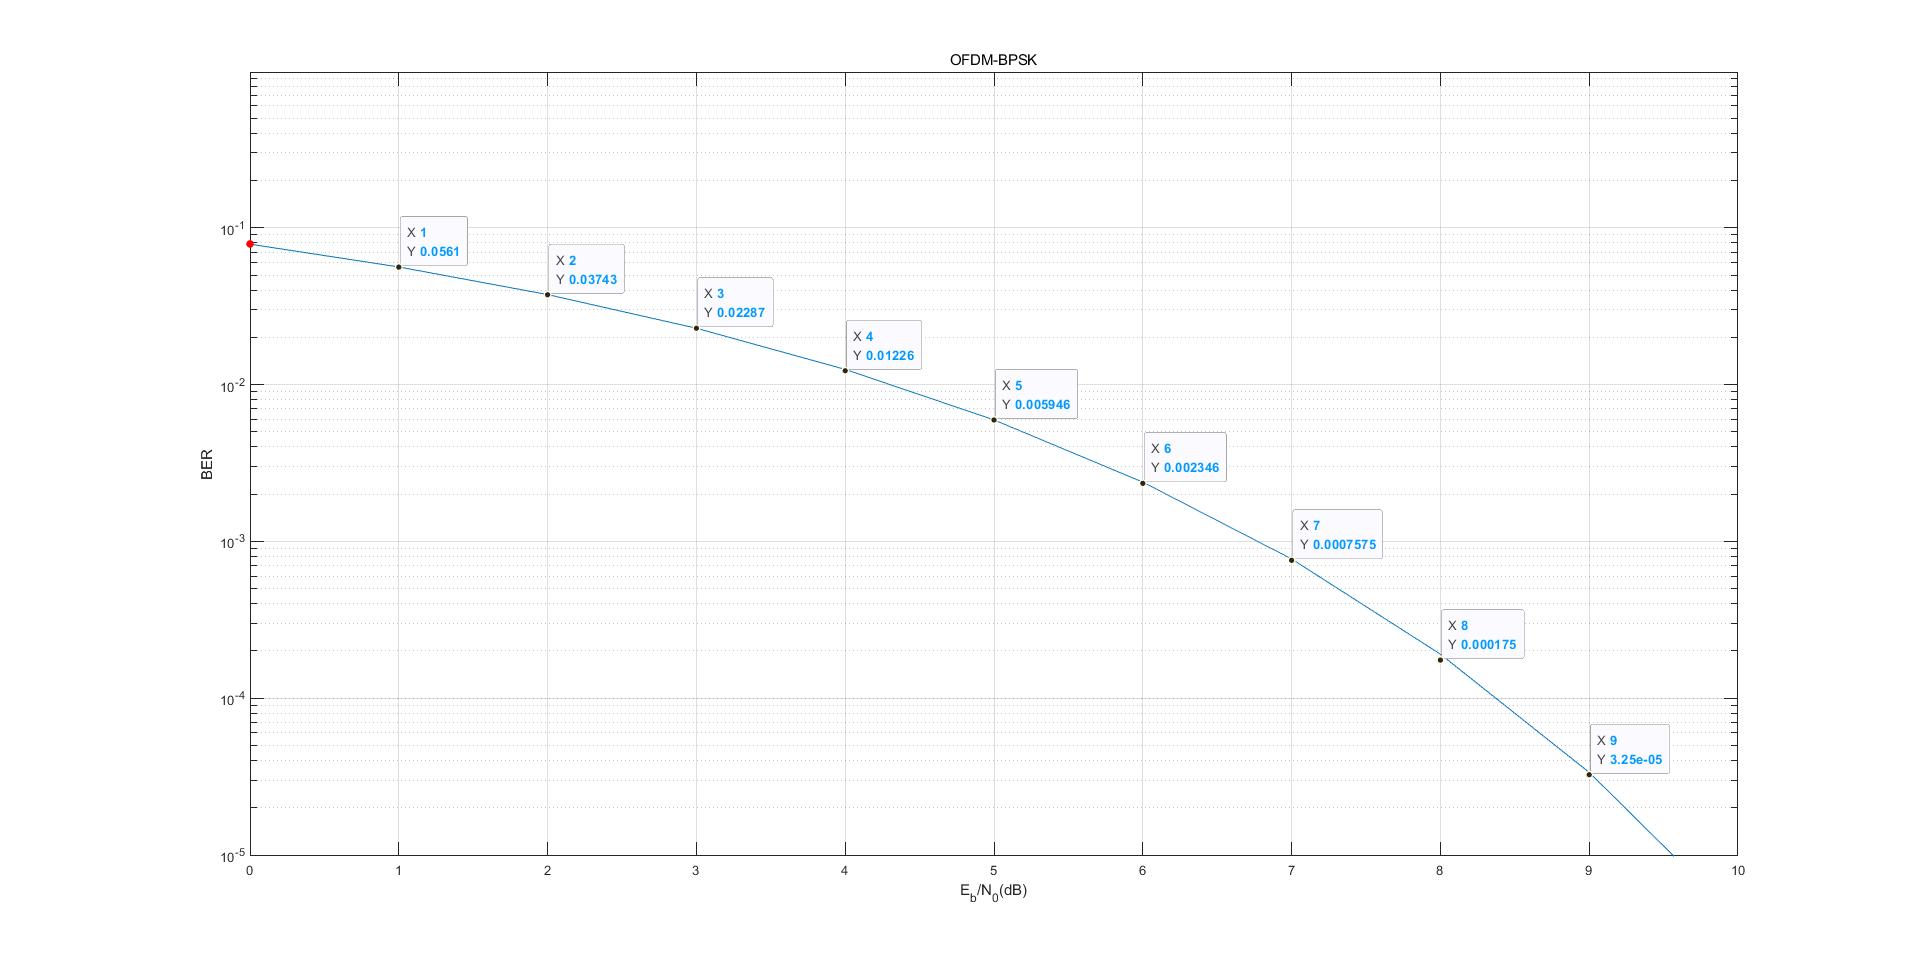 OFDM-BPSK
10^-1
10^-2
10^-3
10^-4
10^-5
BER
X 1
Y 0.0561
X 2
Y 0.03743
X 3
Y 0.02287
X 4
Y 0.01226
X 5
Y 0.005946
X 6
Y 0.002346
X 7
Y 0.0007575
X 8
Y 0.000175
X 9
Y 3.25e-05
0 1 2 3 4 5 6 7 8 9 10
E_b/N_0(dB)